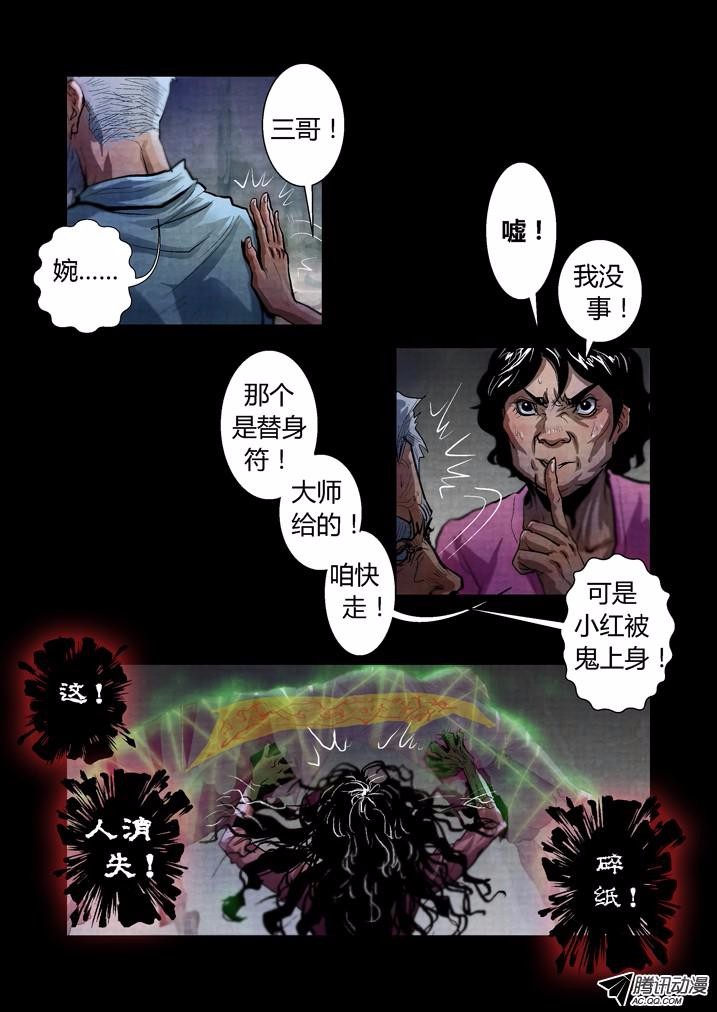 三哥！
婉……
嘘！
我没
事！
那个
是替身
符！
大师
给的！
咱快
走！
可是
小红被
鬼上身！
这！
人消
失！
碎
纸！
腾讯动漫
AC.QQ.COM